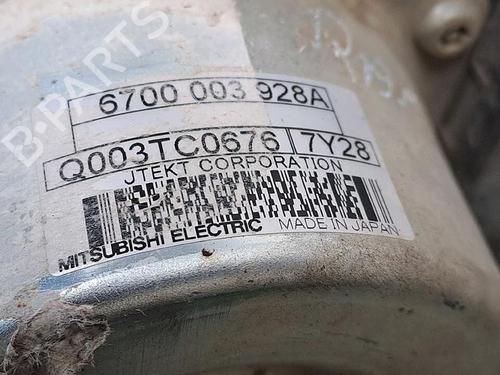 B-PARTS
6700 003 928A
Q003TC0676 7Y28
JTEKT CORPORATION
MITSUBISHI ELECTRIC MADE IN JAPAN